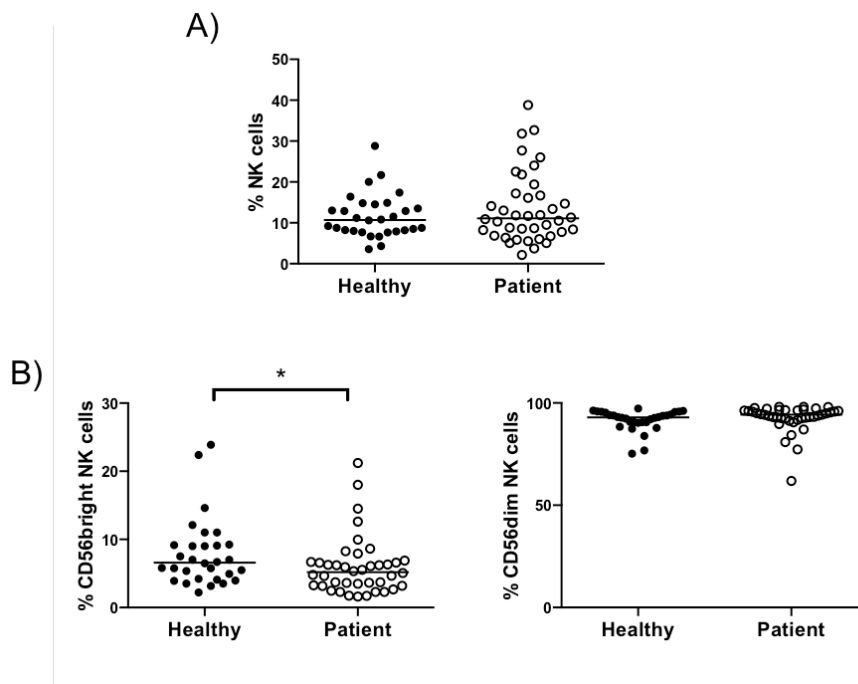 A)
% NK cells
50
40
30
20
10
0
Healthy Patient
B)
*
% CD56bright NK cells
30
20
10
0
Healthy Patient
% CD56dim NK cells
100
50
0
Healthy Patient